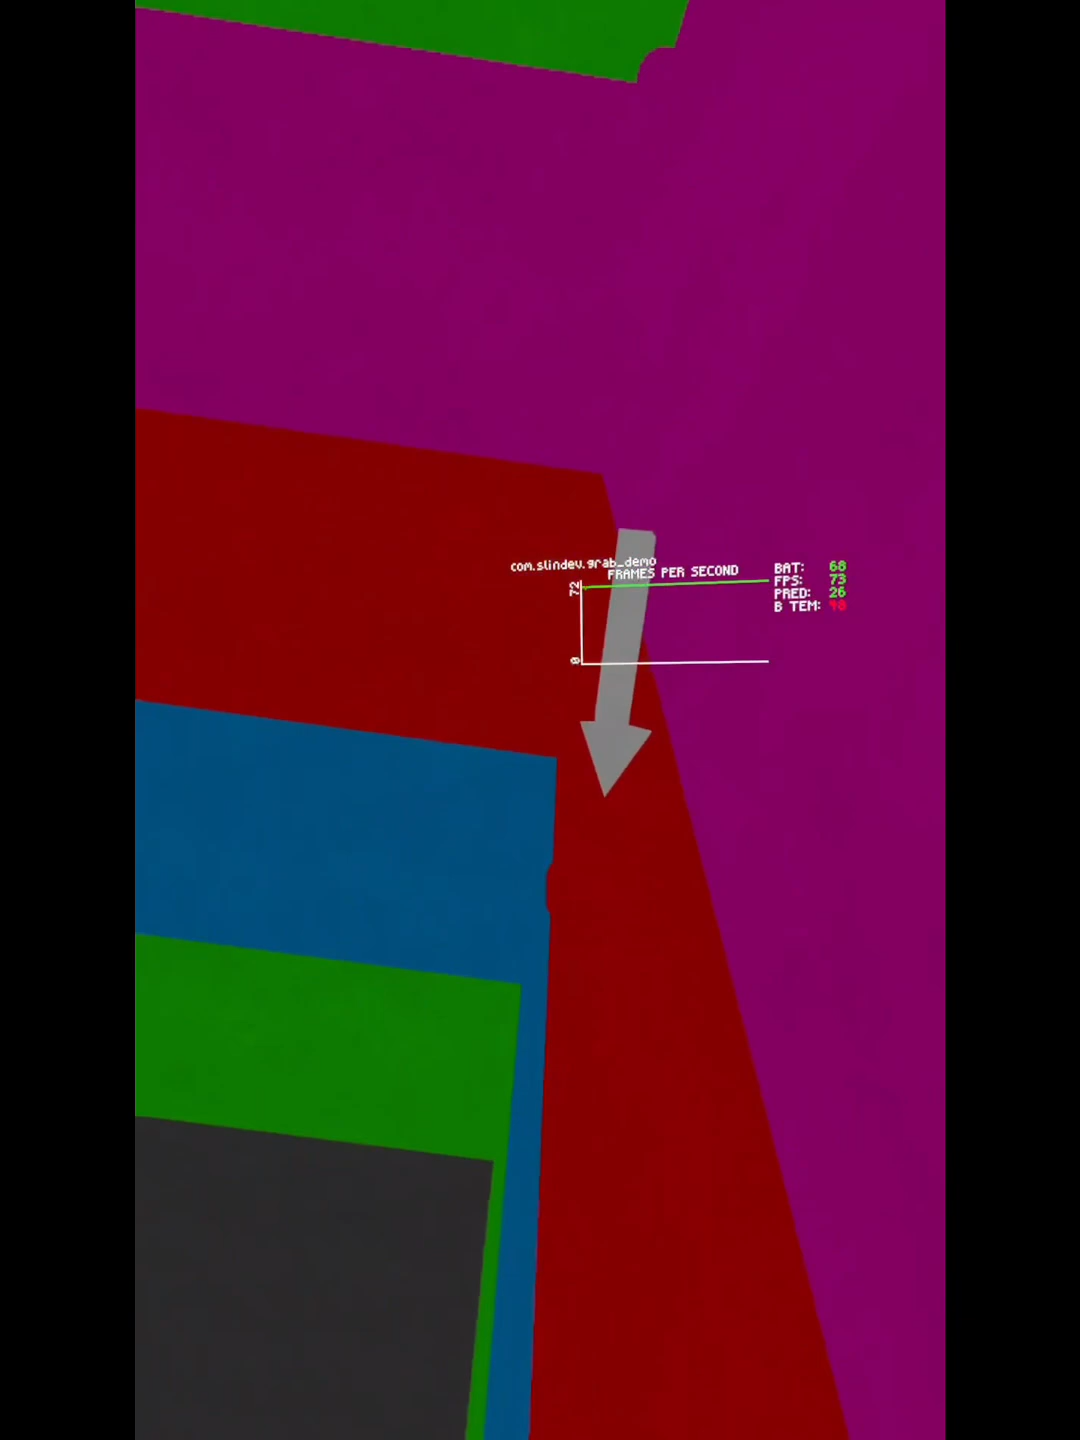 com.slindev.grab_demo
FRAMES PER SECOND
72
0
BAT: 68
FPS: 73
PRED: 26
B TEM: